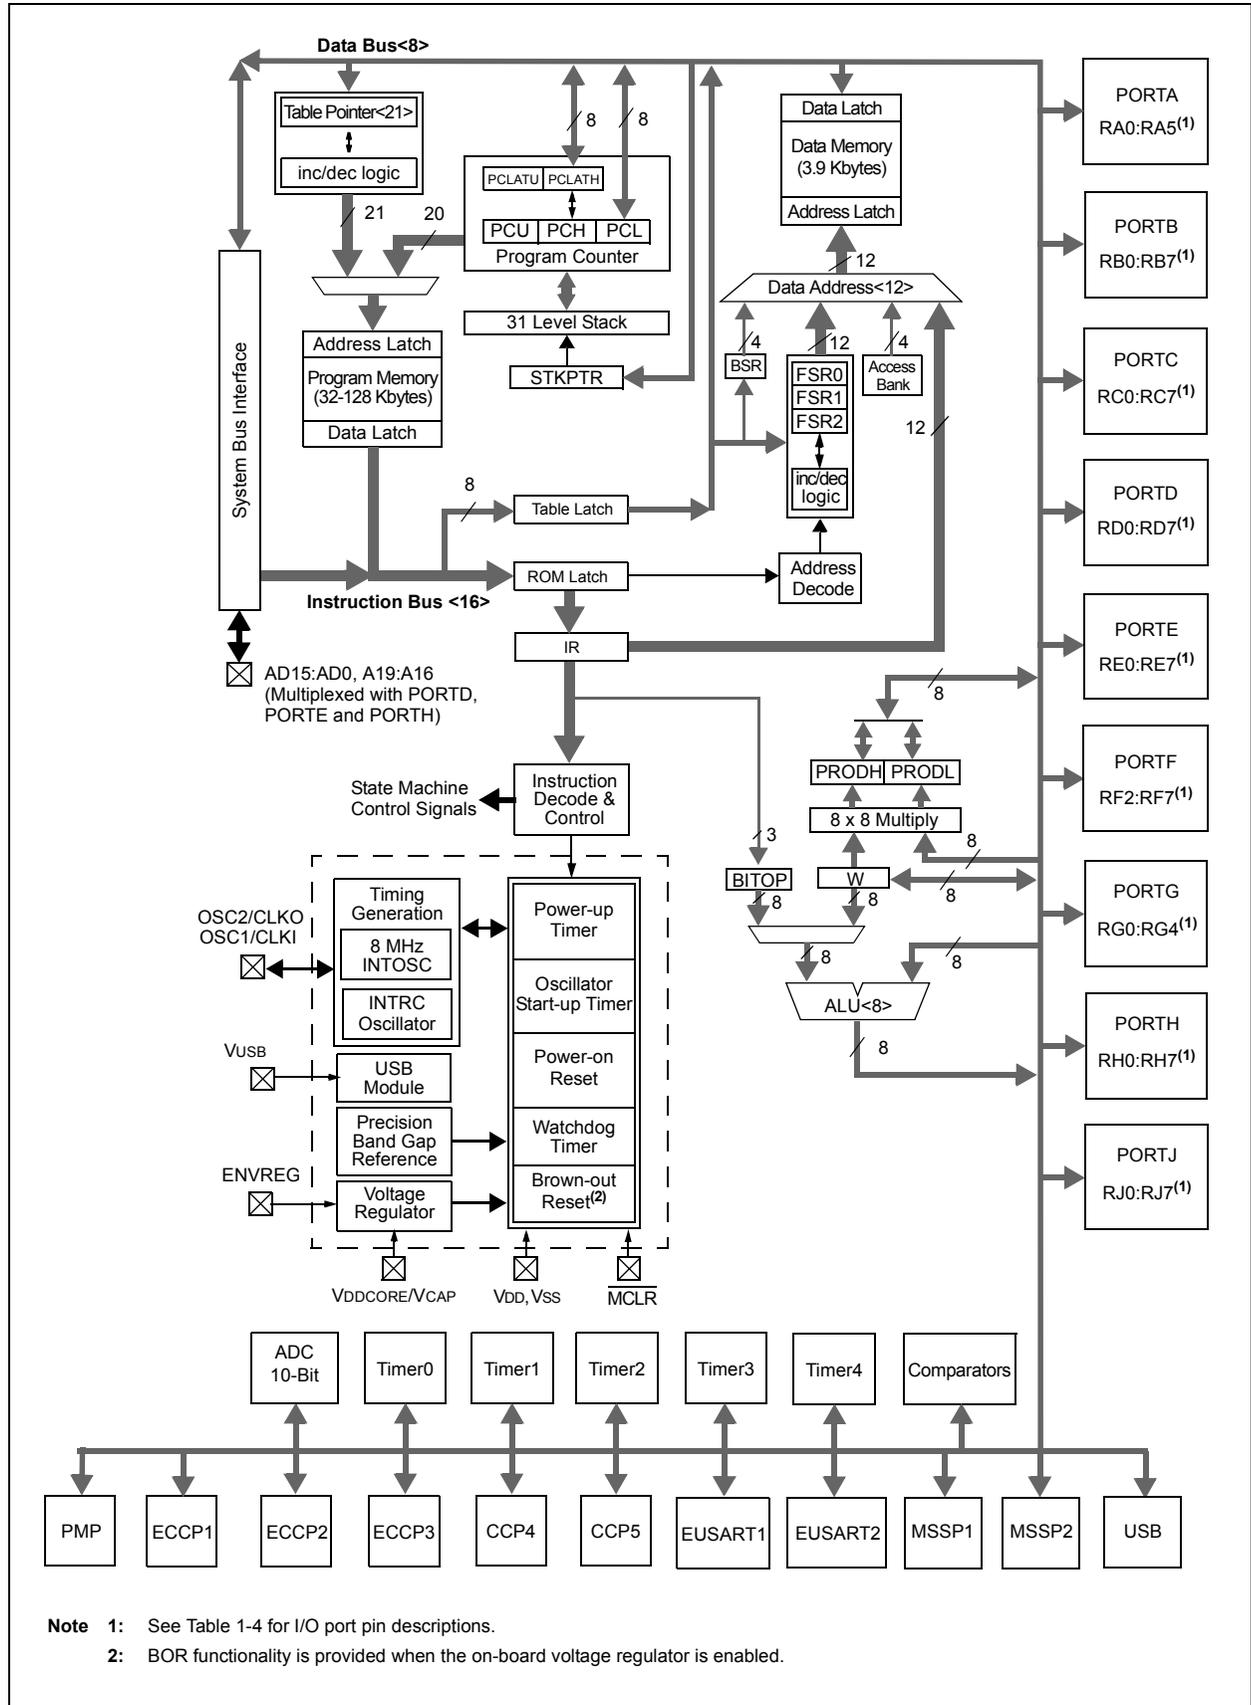 Data Bus<8>
Table Pointer<21>
inc/dec logic
21
20
8
8
PCLATU PCLATH
PCU PCH PCL
Program Counter
31 Level Stack
STKPTR
Data Latch
Data Memory
(3.9 Kbytes)
Address Latch
12
Data Address<12>
4
12
4
BSR
FSR0
FSR1
FSR2
inc/dec
logic
Access
Bank
12
System Bus Interface
Address Latch
Program Memory
(32-128 Kbytes)
Data Latch
8
Table Latch
ROM Latch
Instruction Bus <16>
IR
Address
Decode
AD15:AD0, A19:A16
(Multiplexed with PORTD,
PORTE and PORTH)
State Machine
Control Signals
Instruction
Decode &
Control
8
PRODH PRODL
8 x 8 Multiply
3
8
BITOP
W
8
8
8
8
8
ALU<8>
8
OSC2/CLKO
OSC1/CLKI
Timing
Generation
8 MHz
INTOSC
INTRC
Oscillator
Power-up
Timer
Oscillator
Start-up Timer
Power-on
Reset
Watchdog
Timer
Brown-out
Reset(2)
VUSB
USB
Module
Precision
Band Gap
Reference
ENVREG
Voltage
Regulator
VDDCORE/VCAP
VDD, VSS
MCLR
PORTA
RA0:RA5(1)
PORTB
RB0:RB7(1)
PORTC
RC0:RC7(1)
PORTD
RD0:RD7(1)
PORTE
RE0:RE7(1)
PORTF
RF2:RF7(1)
PORTG
RG0:RG4(1)
PORTH
RH0:RH7(1)
PORTJ
RJ0:RJ7(1)
ADC
10-Bit
Timer0
Timer1
Timer2
Timer3
Timer4
Comparators
PMP
ECCP1
ECCP2
ECCP3
CCP4
CCP5
EUSART1
EUSART2
MSSP1
MSSP2
USB
Note 1: See Table 1-4 for I/O port pin descriptions.
2: BOR functionality is provided when the on-board voltage regulator is enabled.